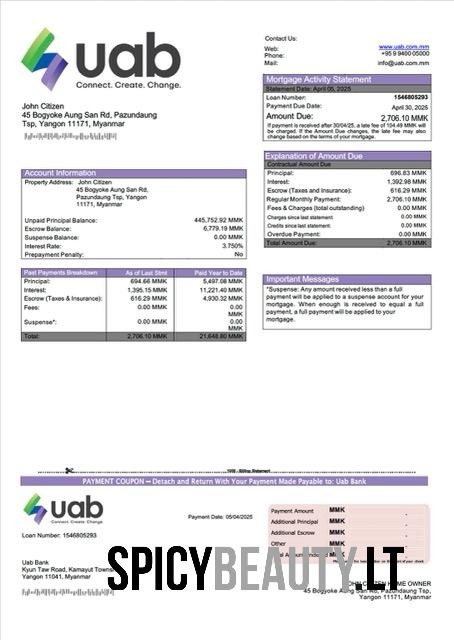 uab
Connect. Create. Change.
Contact Us:
Web: www.uab.com.mm
Phone: +95 9 9400 05000
Mail: info@uab.com.mm
Mortgage Activity Statement
Statement Date: April 05, 2025
Loan Number: 1546805293
Payment Due Date: April 30, 2025
Amount Due: 2,706.10 MMK
If payment is received after 30/04/25, a late fee of 104.49 MMK will
be charged. If the Amount Due changes, the late fee may also
change based on the terms of your mortgage.
John Citizen
45 Bogyoke Aung San Rd, Pazundaung
Tsp, Yangon 11171, Myanmar
Explanation of Amount Due
Contractual Amount Due
Principal: 696.83 MMK
Interest: 1,392.98 MMK
Escrow (Taxes and Insurance): 616.29 MMK
Regular Monthly Payment: 2,706.10 MMK
Fees & Charges (total outstanding) 0.00 MMK
Charges since last statement 0.00 MMK
Credits since last statement 0.00 MMK
Overdue Payment: 0.00 MMK
Total Amount Due: 2,706.10 MMK
Account Information
Property Address: John Citizen
45 Bogyoke Aung San Rd,
Pazundaung Tsp, Yangon
11171, Myanmar
Unpaid Principal Balance: 445,752.92 MMK
Escrow Balance: 6,779.19 MMK
Suspense Balance: 0.00 MMK
Interest Rate: 3.750%
Prepayment Penalty: No
Past Payments Breakdown As of Last Stmt Paid Year to Date
Principal: 694.66 MMK 5,497.08 MMK
Interest: 1,395.15 MMK 11,221.40 MMK
Escrow (Taxes & Insurance): 616.29 MMK 4,930.32 MMK
Fees: 0.00 MMK 0.00
MMK
Suspense*: 0.00 MMK 0.00
MMK
Total: 2,706.10 MMK 21,648.80 MMK
Important Messages
*Suspense: Any amount received less than a full
payment will be applied to a suspense account for your
mortgage. When enough is received to equal a full
payment, a full payment will be applied to your
mortgage.
Billing Statement
PAYMENT COUPON – Detach and Return With Your Payment Made Payable to: Uab Bank
uab
Connect. Create. Change.
Loan Number: 1546805293
Payment Date: 05/04/2025
Payment Amount MMK
Additional Principal MMK
Additional Escrow MMK
Other MMK
Uab Bank
Kyun Taw Road, Kamayut Towns
Yangon 11041, Myanmar
SPICYBEAUTY.LT
HOME OWNER
45 Bogyoke Aung San Rd, Pazundaung Tsp,
Yangon 11171, Myanmar